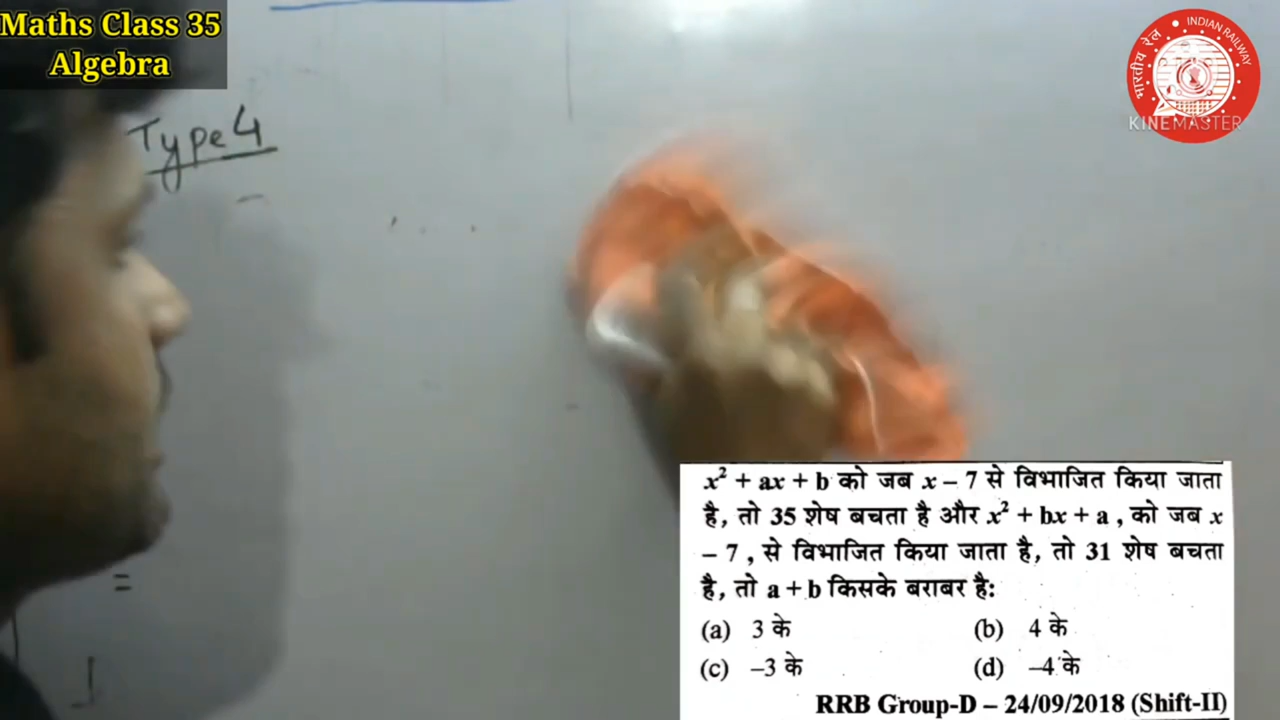 Maths Class 35
Algebra
भारतीय रेल
INDIAN RAILWAY
KINEMASTER
Type 4
=
x² + ax + b को जब x – 7 से विभाजित किया जाता
है, तो 35 शेष बचता है और x² + bx + a , को जब x
– 7 , से विभाजित किया जाता है, तो 31 शेष बचता
है, तो a + b किसके बराबर है:
(a) 3 के (b) 4 के
(c) –3 के (d) –4 के
RRB Group-D – 24/09/2018 (Shift-II)